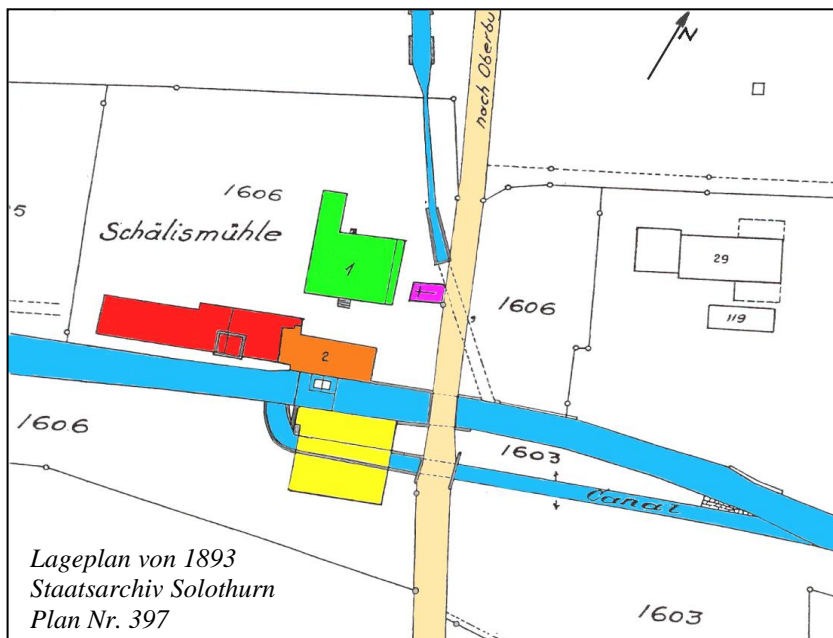 N
nach Oberbu
1606
5
Schälismühle
1
29
1606
119
2
1606
1603
Canal
Lageplan von 1893
Staatsarchiv Solothurn
Plan Nr. 397
1603